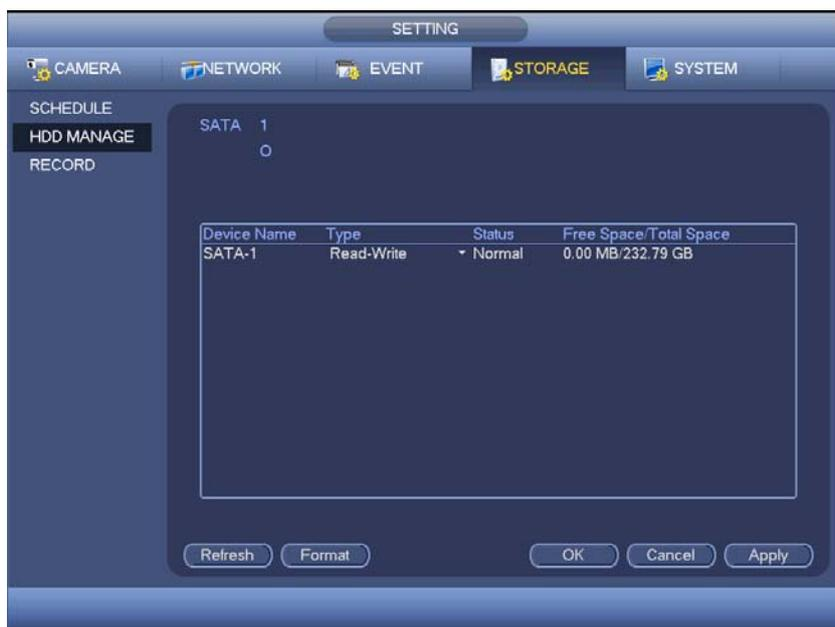 SETTING
CAMERA NETWORK EVENT STORAGE SYSTEM
SCHEDULE
HDD MANAGE
RECORD
SATA 1
O
Device Name Type Status Free Space/Total Space
SATA-1 Read-Write Normal 0.00 MB/232.79 GB
Refresh Format OK Cancel Apply